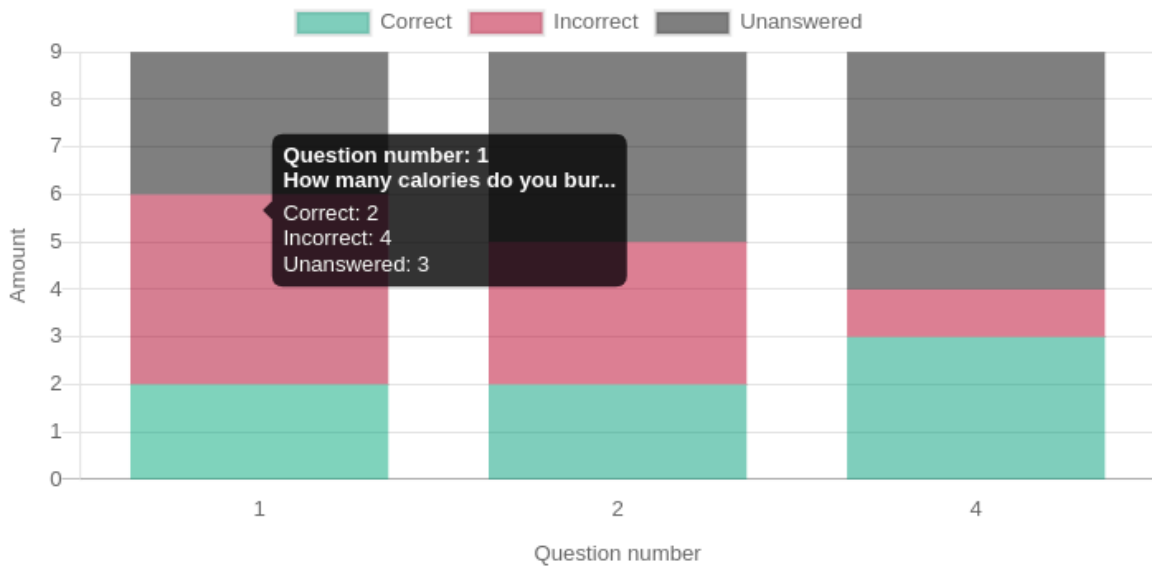 Correct Incorrect Unanswered
9
8
7
6
5
4
3
2
1
0
Amount
Question number: 1
How many calories do you bur...
Correct: 2
Incorrect: 4
Unanswered: 3
1 2 4
Question number